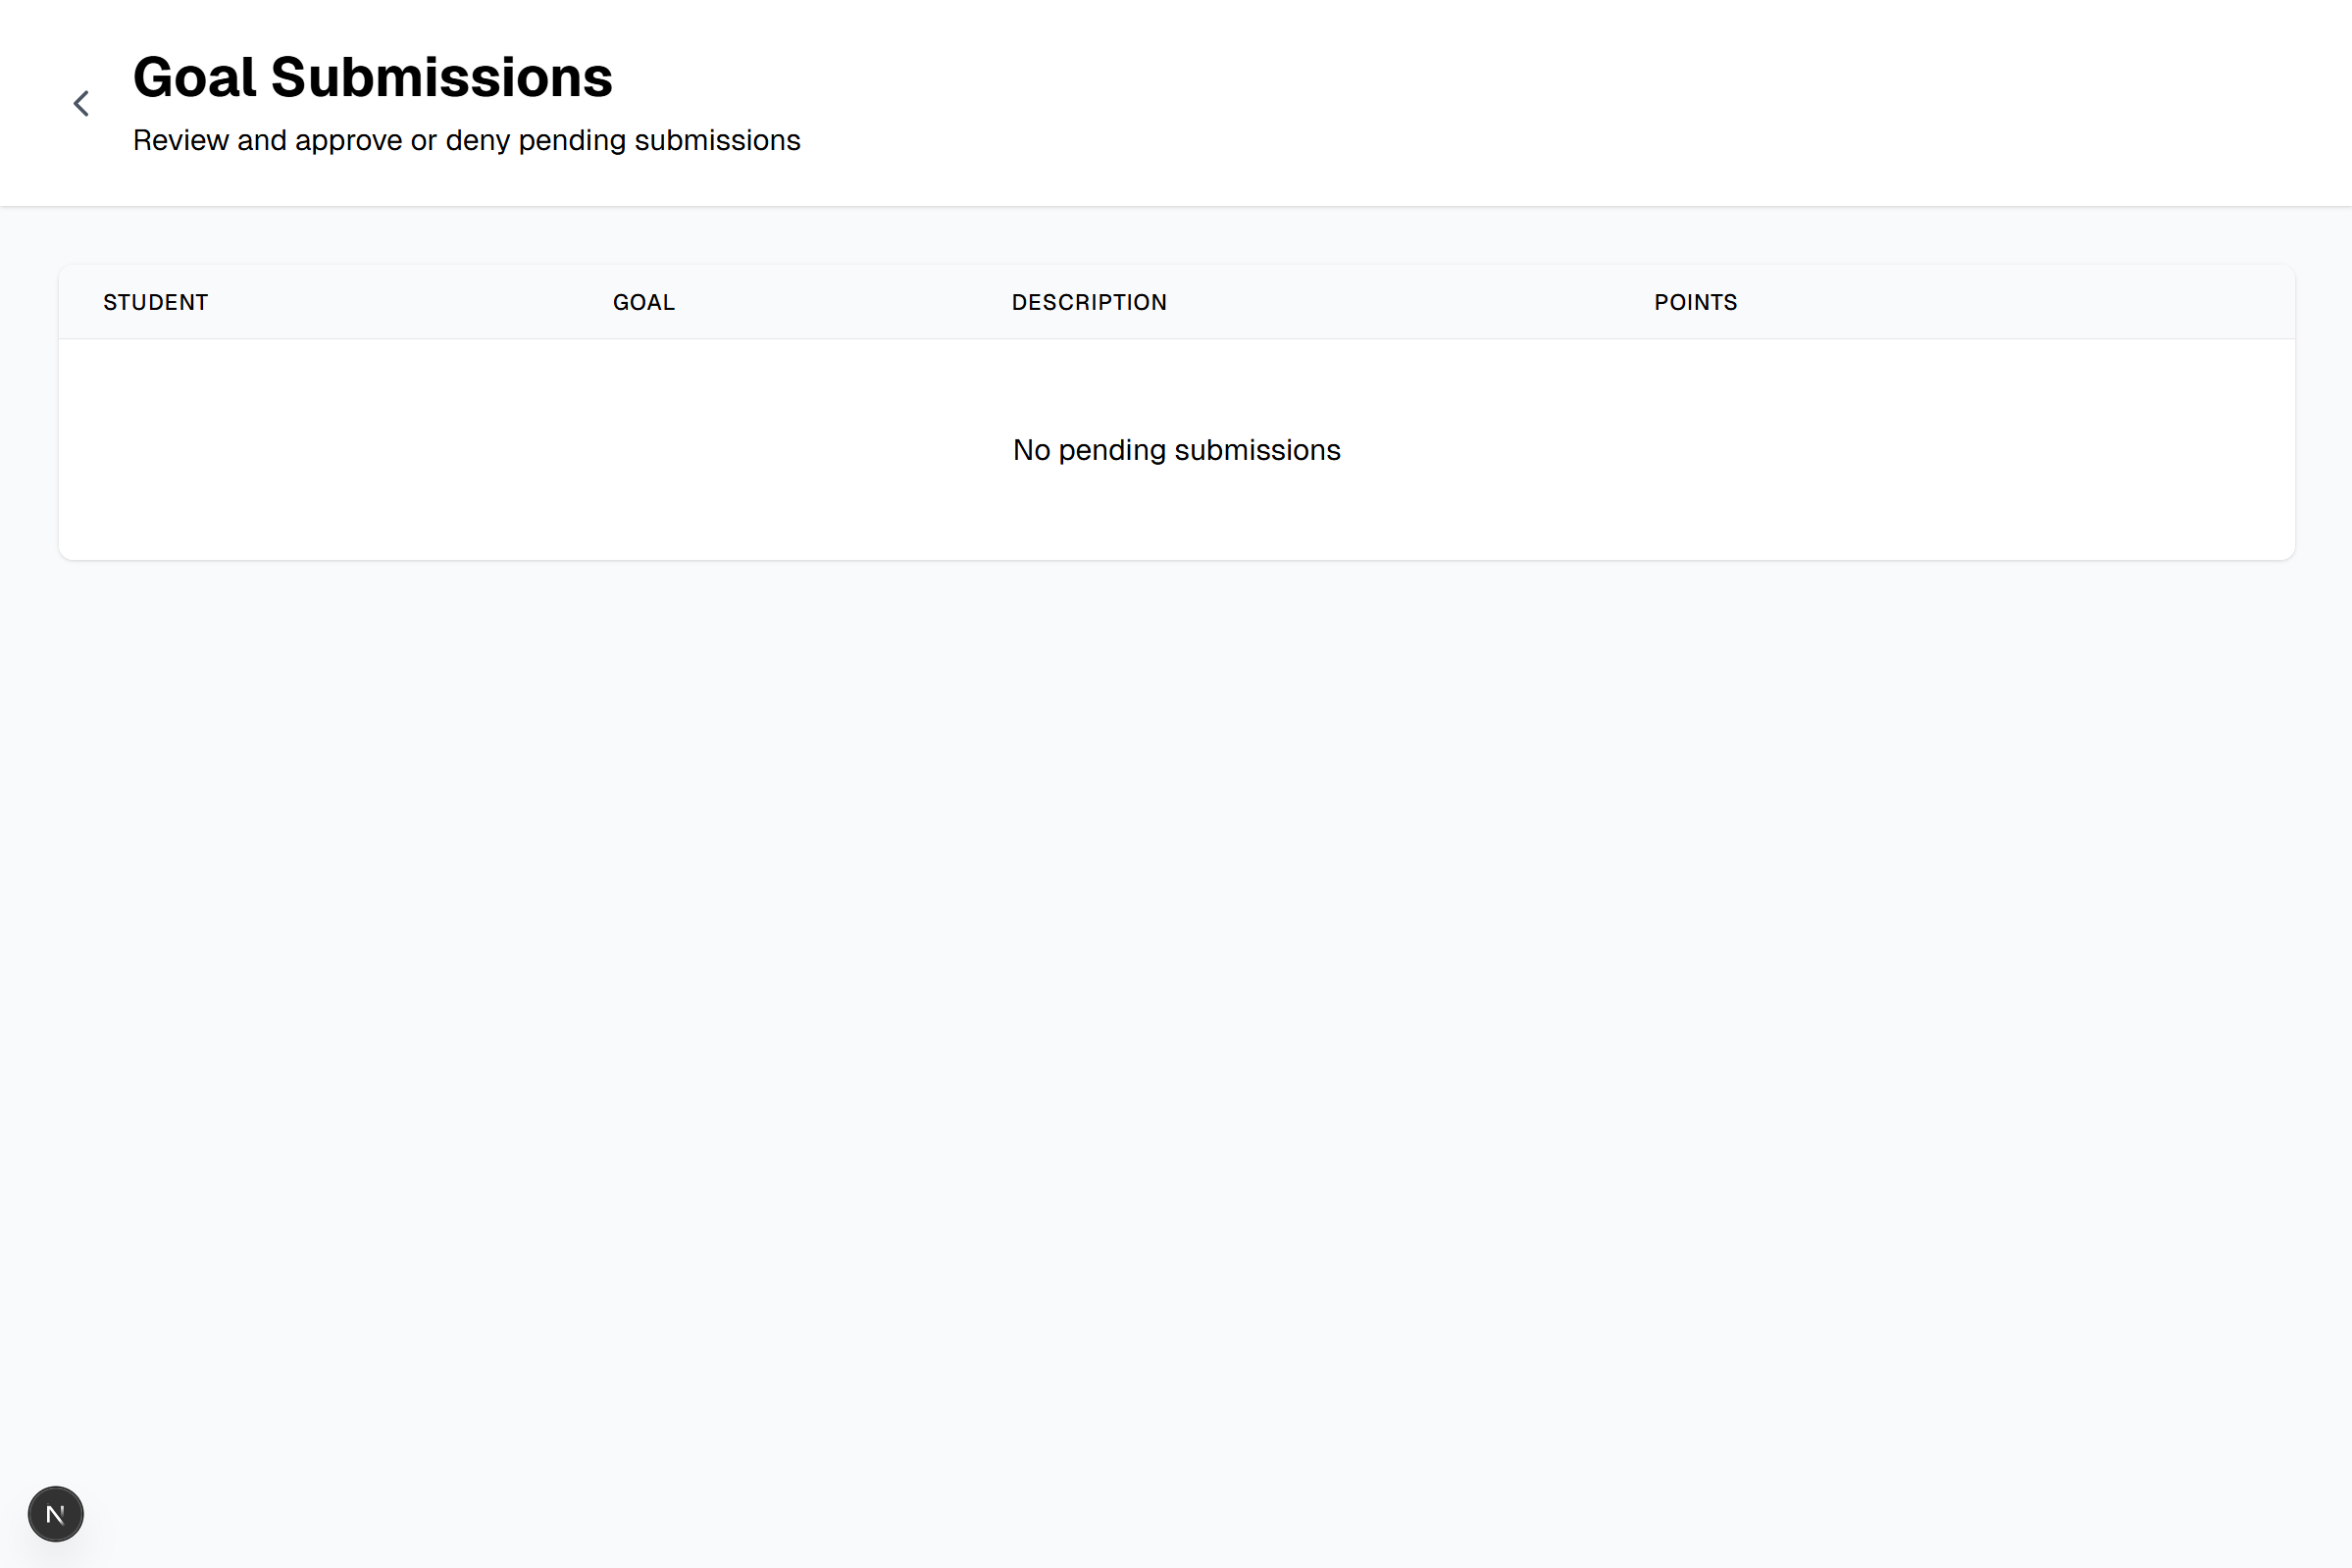 Goal Submissions
Review and approve or deny pending submissions
STUDENT GOAL DESCRIPTION POINTS
No pending submissions
N